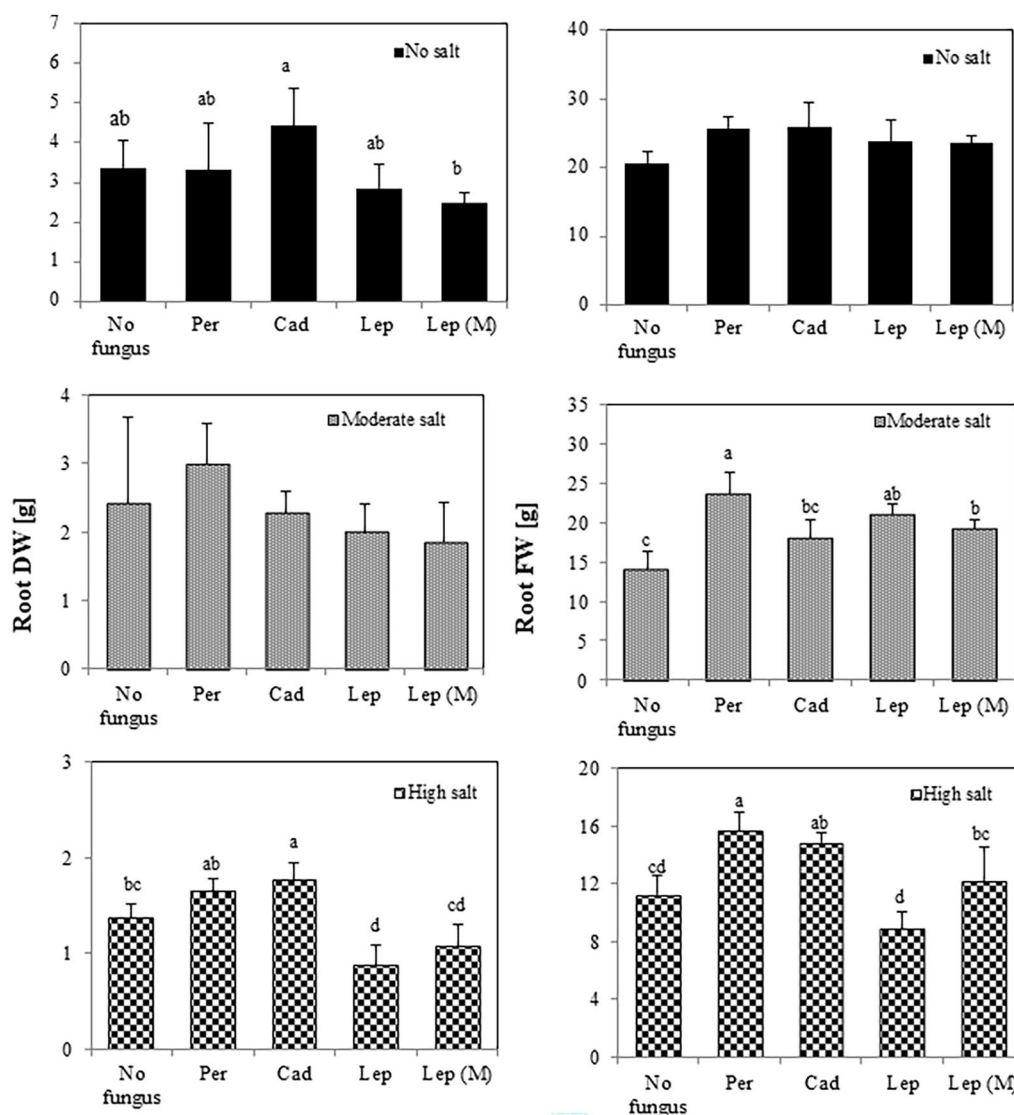 7
6
5
4
3
2
1
0
No salt
ab
ab
a
ab
b
No fungus
Per
Cad
Lep
Lep (M)
40
30
20
10
0
No salt
No fungus
Per
Cad
Lep
Lep (M)
Root DW [g]
4
3
2
1
0
Moderate salt
No fungus
Per
Cad
Lep
Lep (M)
Root FW [g]
35
30
25
20
15
10
5
0
Moderate salt
c
a
bc
ab
b
No fungus
Per
Cad
Lep
Lep (M)
3
2
1
0
High salt
bc
ab
a
d
cd
No fungus
Per
Cad
Lep
Lep (M)
20
16
12
8
4
0
High salt
cd
a
ab
d
bc
No fungus
Per
Cad
Lep
Lep (M)